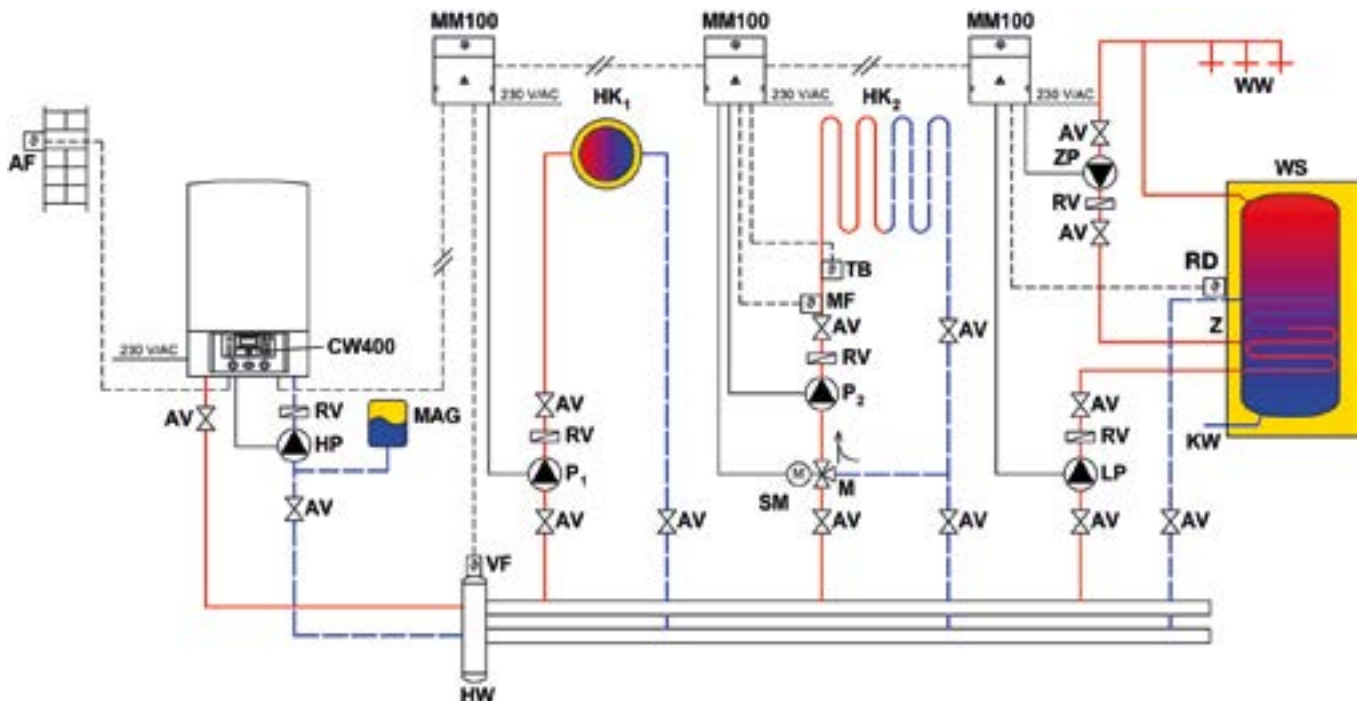 MM100
MM100
MM100
230 V/AC
HK1
230 V/AC
HK2
230 V/AC
WW
AF
AV
ZP
RV
AV
WS
RD
Z
KW
TB
MF
AV
RV
P2
AV
230 V/AC
CW400
AV
RV
HP
MAG
AV
AV
RV
P1
AV
AV
SM
M
M
AV
AV
AV
RV
LP
AV
AV
VF
HW